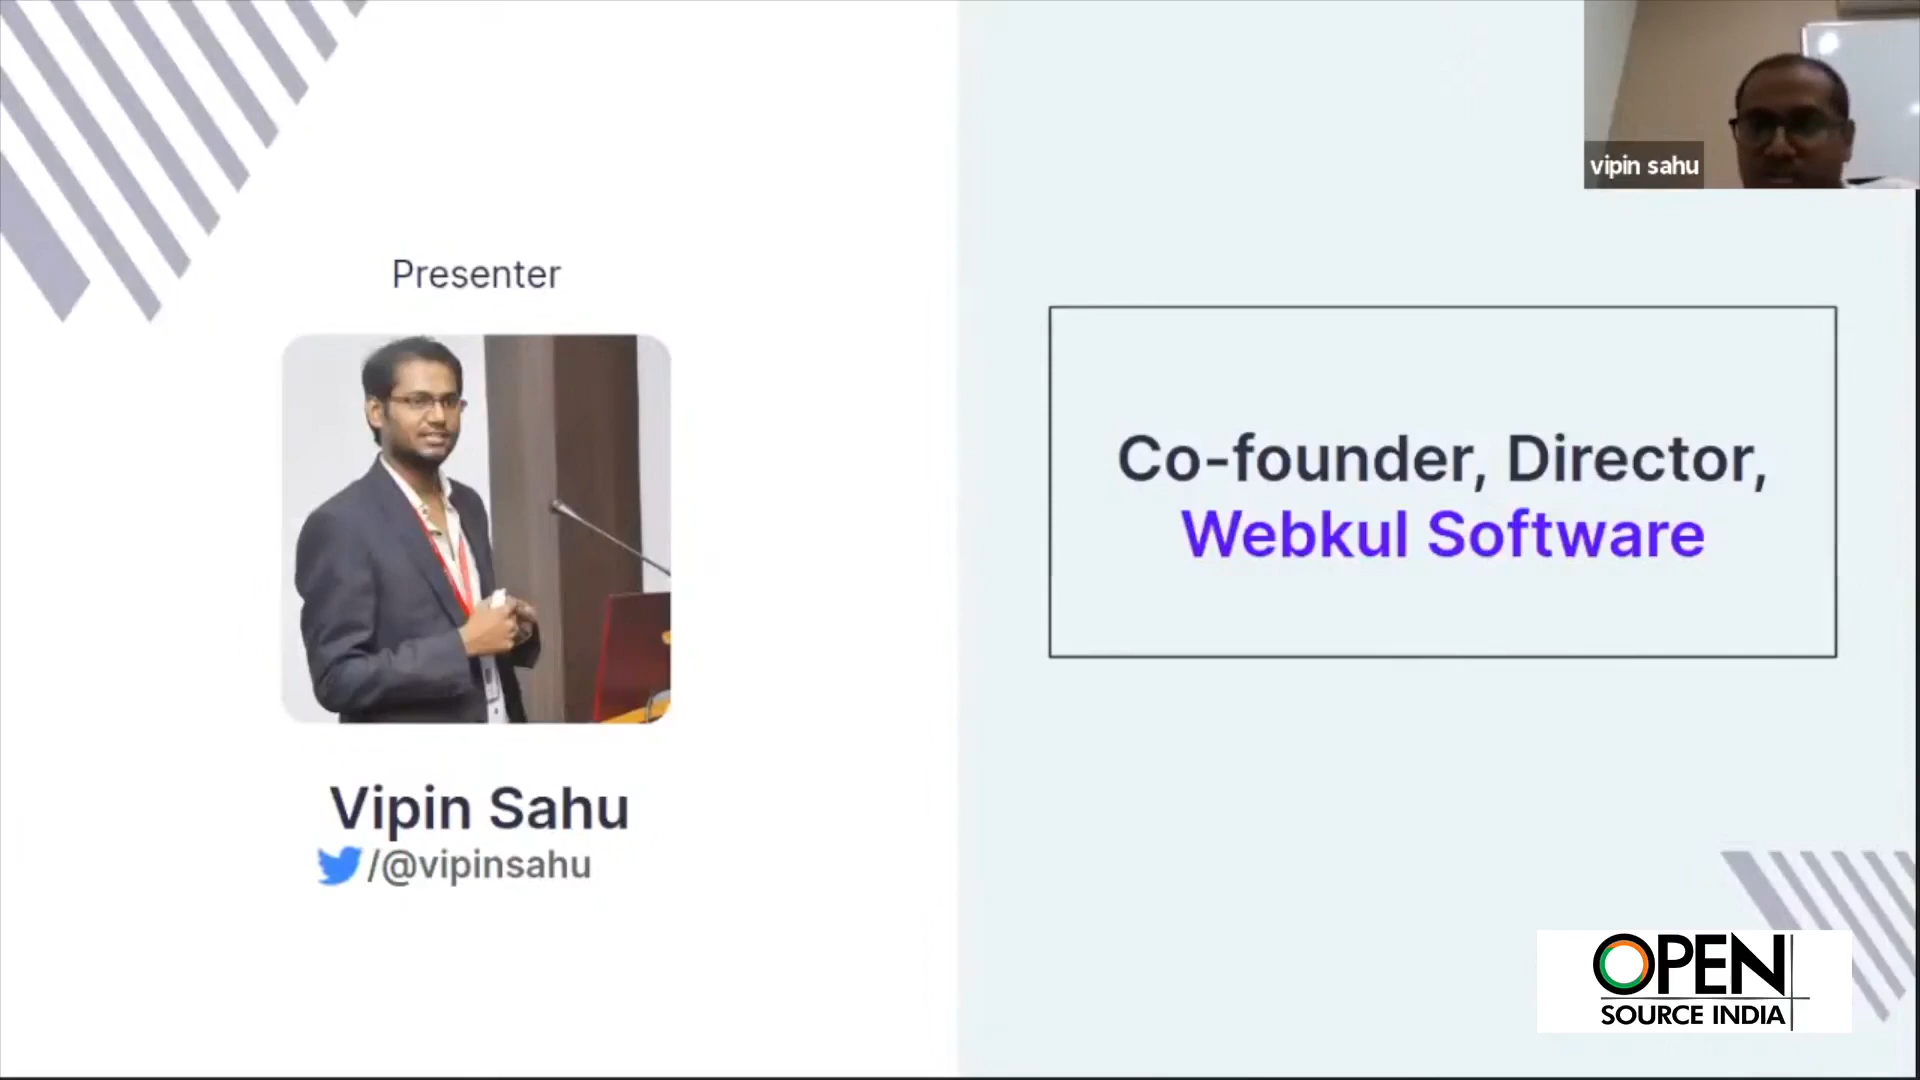 vipin sahu
Presenter
Vipin Sahu
/@vipinsahu
Co-founder, Director,
Webkul Software
OPEN
SOURCE INDIA